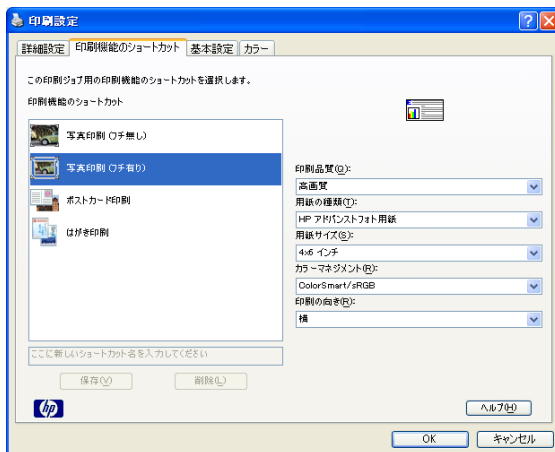 印刷設定
詳細設定 印刷機能のショートカット 基本設定 カラー
この印刷ジョブ用の印刷機能のショートカットを選択します。
印刷機能のショートカット
写真印刷 (フチ無し)
写真印刷 (フチ有り)
ポストカード印刷
はがき印刷
ここに新しいショートカット名を入力してください
保存(V) 削除(L)
印刷品質(Q):
高画質
用紙の種類(T):
HP アドバンストフォト用紙
用紙サイズ(S):
4x6 インチ
カラーマネジメント(R):
ColorSmart/sRGB
印刷の向き(R):
横
hp
ヘルプ(H)
OK キャンセル